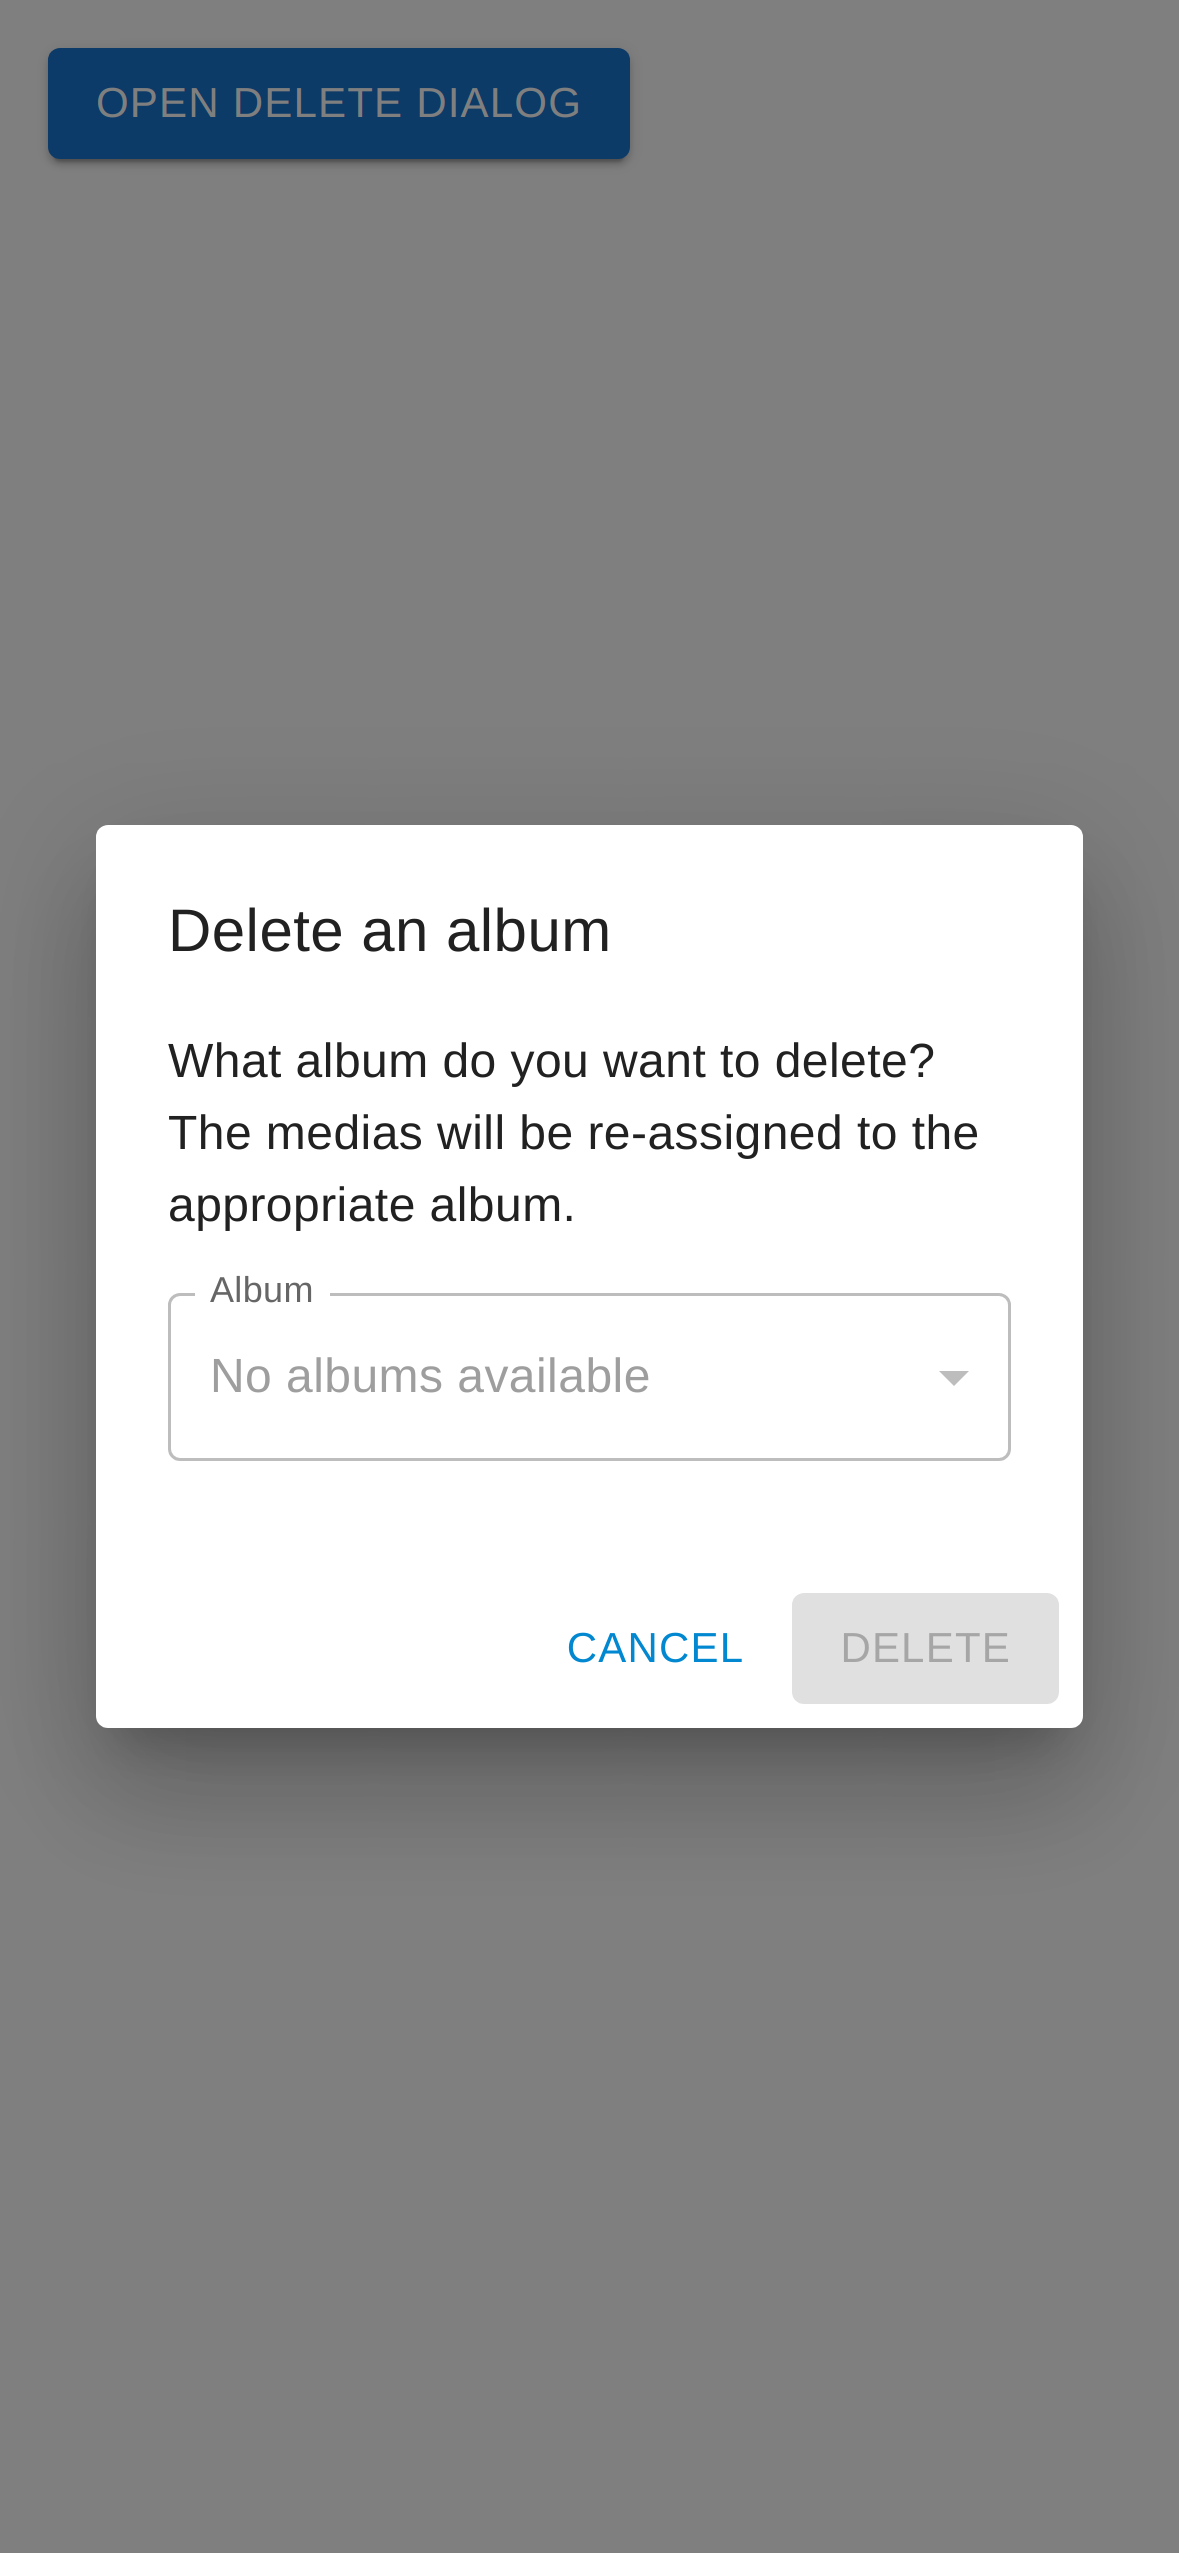 OPEN DELETE DIALOG
Delete an album
What album do you want to delete?
The medias will be re-assigned to the
appropriate album.
Album
No albums available
CANCEL
DELETE